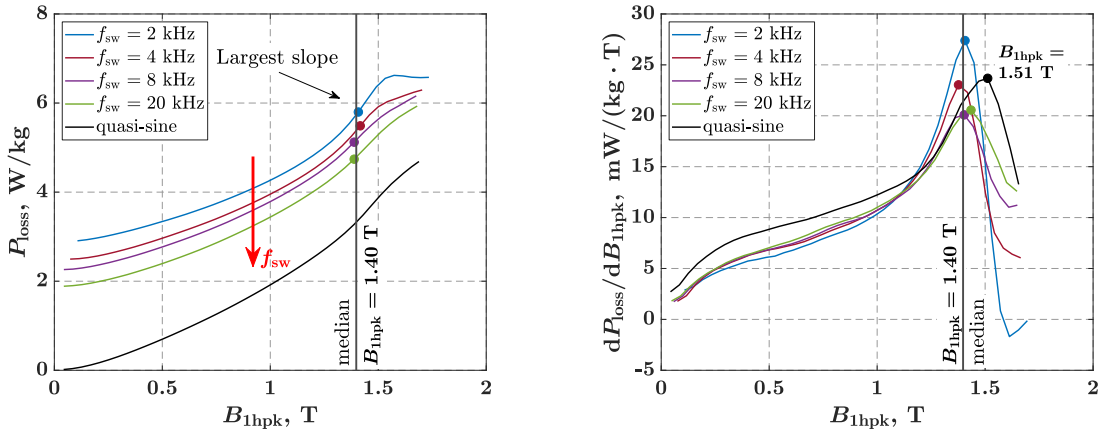 8
6
4
2
0
P_loss, W/kg
f_sw = 2 kHz
f_sw = 4 kHz
f_sw = 8 kHz
f_sw = 20 kHz
quasi-sine
Largest slope
f_sw
median
B_1hpk = 1.40 T
0 0.5 1 1.5 2
B_1hpk, T
30
25
20
15
10
5
0
-5
dP_loss/dB_1hpk, mW/(kg · T)
f_sw = 2 kHz
f_sw = 4 kHz
f_sw = 8 kHz
f_sw = 20 kHz
quasi-sine
B_1hpk =
1.51 T
B_1hpk = 1.40 T
median
0 0.5 1 1.5 2
B_1hpk, T